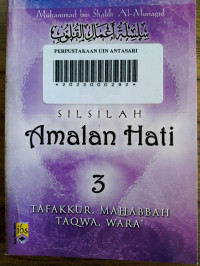 Muhammad bin Shalih Al-Munajjid
سلسلة أعمال القلوب
PERPUSTAKAAN UIN ANTASARI
SILSILAH
Amalan Hati
3
TAFAKKUR, MAHABBAH
TAQWA, WARA'
ibs